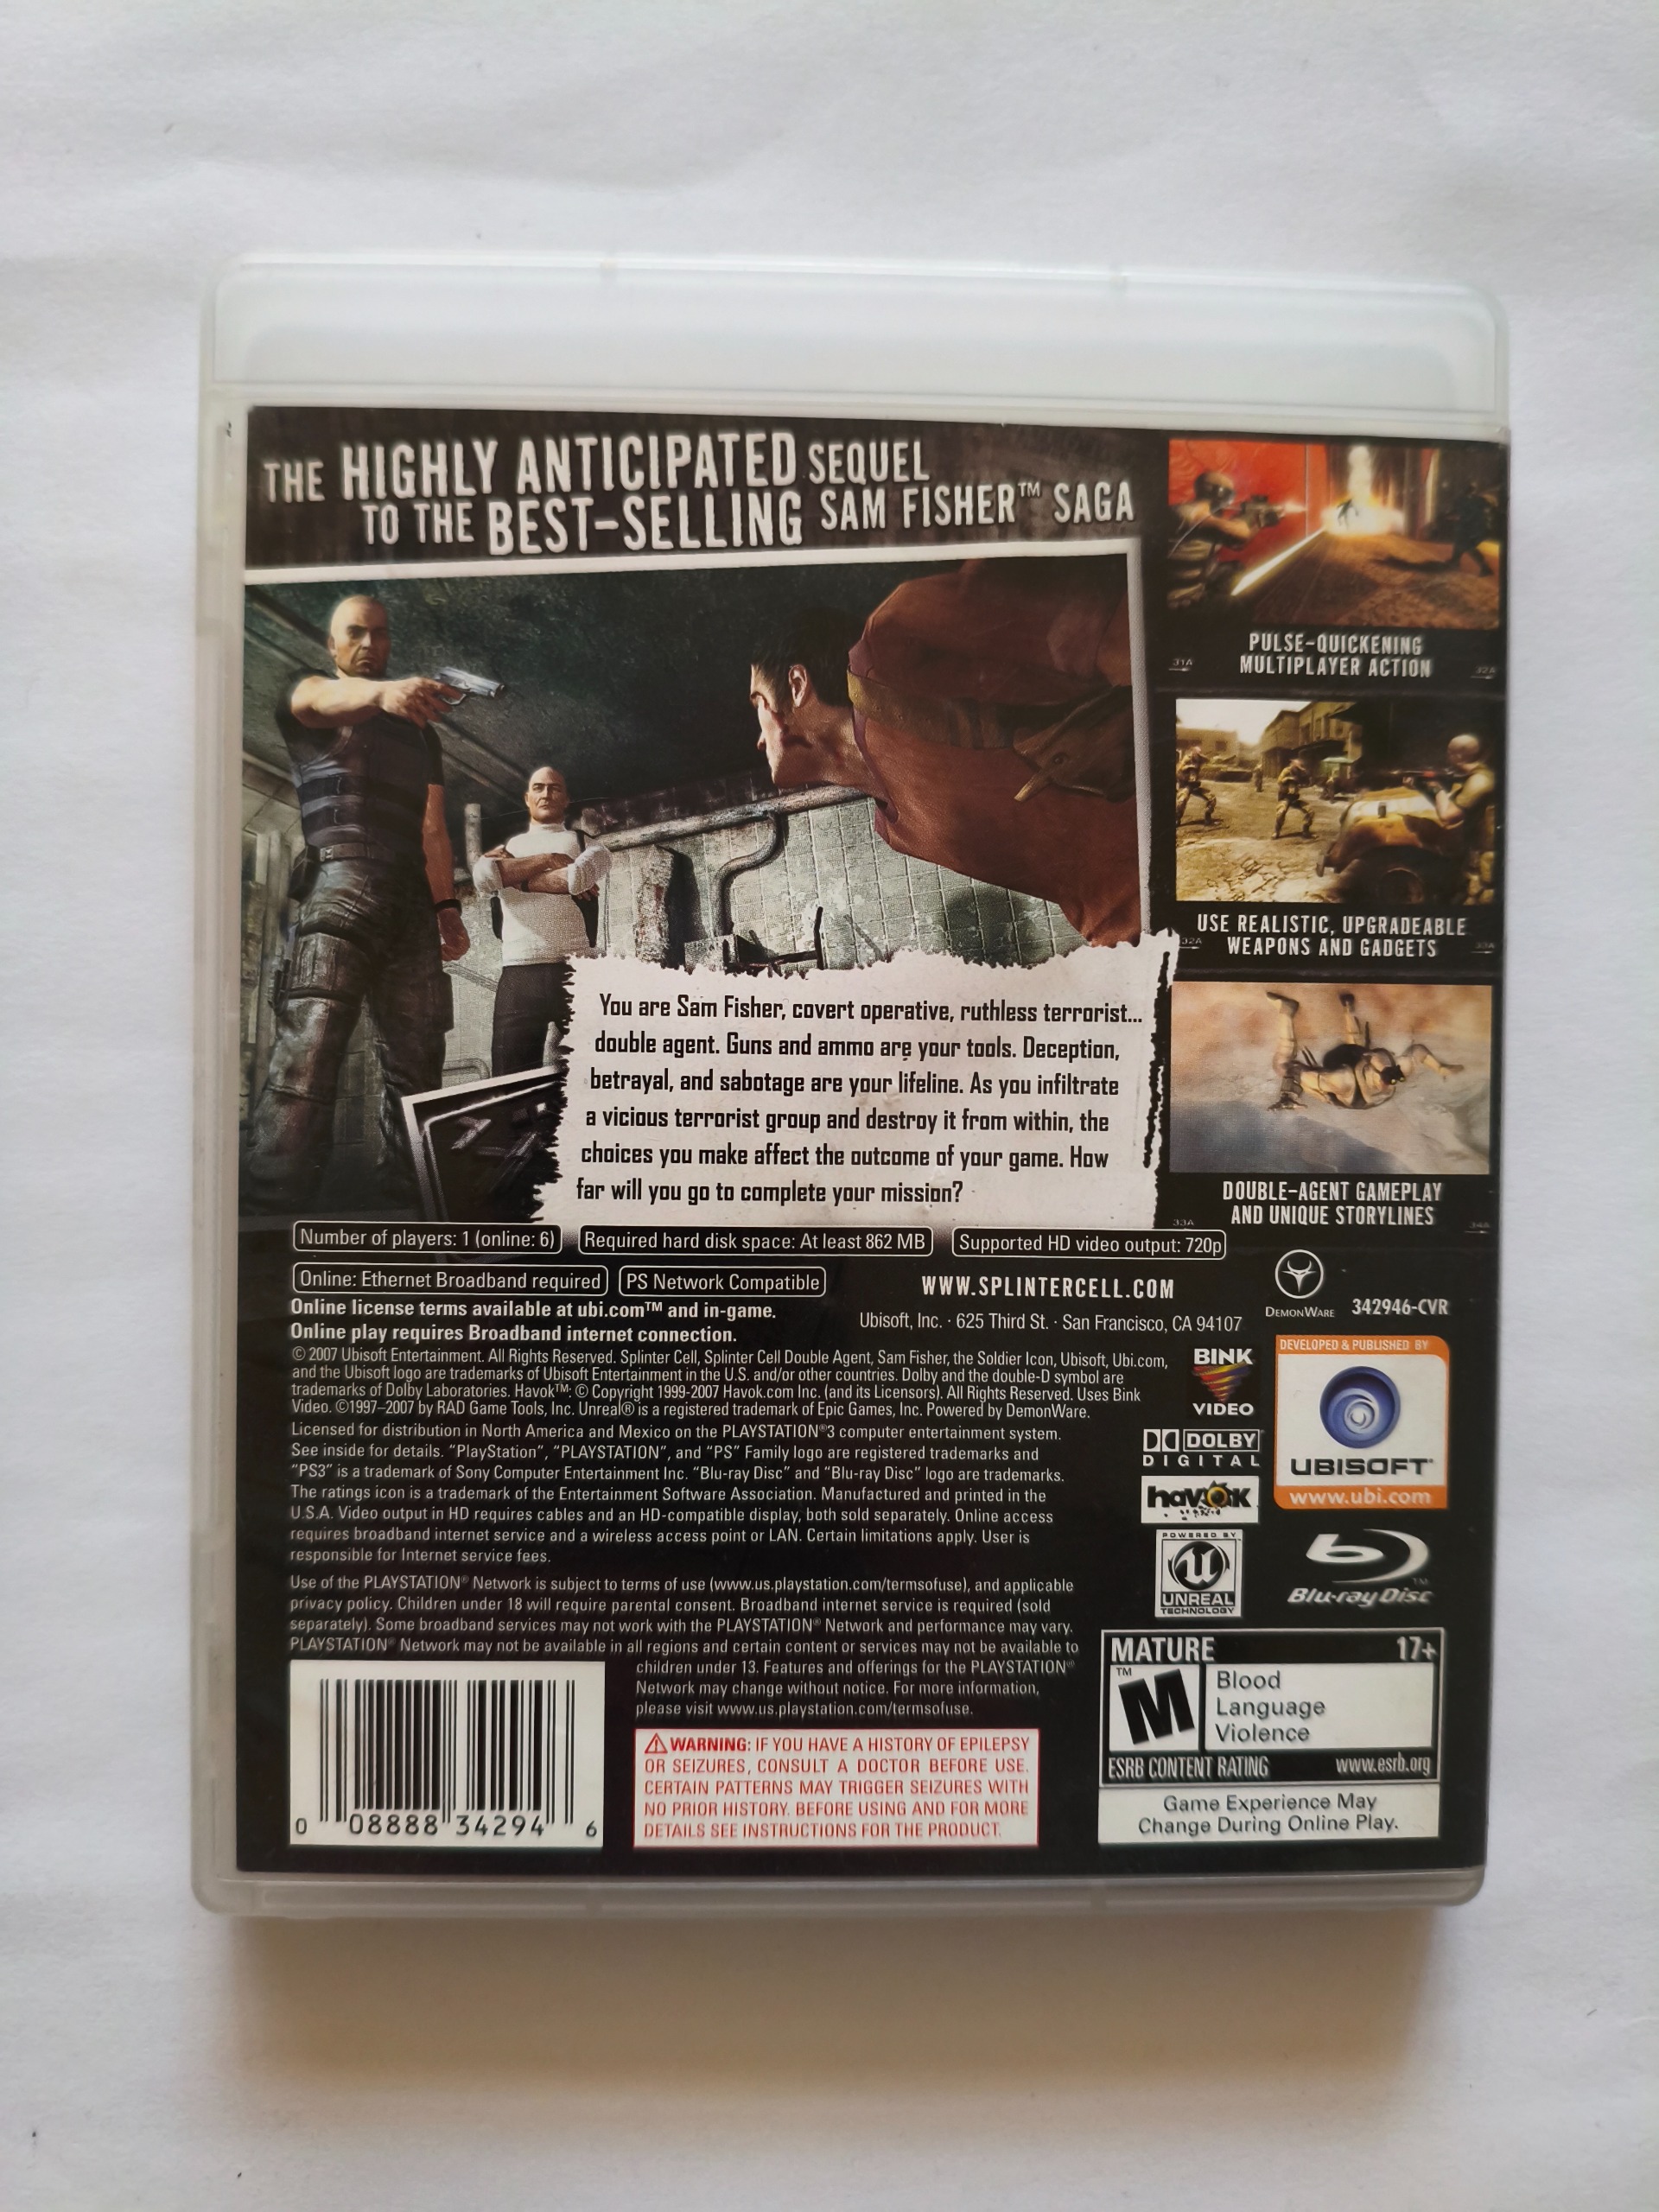 THE HIGHLY ANTICIPATED SEQUEL
TO THE BEST-SELLING SAM FISHER™ SAGA
PULSE-QUICKENING
MULTIPLAYER ACTION
31A
32A
USE REALISTIC, UPGRADEABLE
WEAPONS AND GADGETS
32A
33A
DOUBLE-AGENT GAMEPLAY
AND UNIQUE STORYLINES
33A
34A
You are Sam Fisher, covert operative, ruthless terrorist...
double agent. Guns and ammo are your tools. Deception,
betrayal, and sabotage are your lifeline. As you infiltrate
a vicious terrorist group and destroy it from within, the
choices you make affect the outcome of your game. How
far will you go to complete your mission?
Number of players: 1 (online: 6)
Required hard disk space: At least 862 MB
Supported HD video output: 720p
Online: Ethernet Broadband required
PS Network Compatible
WWW.SPLINTERCELL.COM
DEMONWARE
342946-CVR
Online license terms available at ubi.com™ and in-game.
Online play requires Broadband internet connection.
Ubisoft, Inc. · 625 Third St. · San Francisco, CA 94107
© 2007 Ubisoft Entertainment. All Rights Reserved. Splinter Cell, Splinter Cell Double Agent, Sam Fisher, the Soldier Icon, Ubisoft, Ubi.com,
and the Ubisoft logo are trademarks of Ubisoft Entertainment in the U.S. and/or other countries. Dolby and the double-D symbol are
trademarks of Dolby Laboratories. Havok™: © Copyright 1999-2007 Havok.com Inc. (and its Licensors). All Rights Reserved. Uses Bink
Video. ©1997–2007 by RAD Game Tools, Inc. Unreal® is a registered trademark of Epic Games, Inc. Powered by DemonWare.
Licensed for distribution in North America and Mexico on the PLAYSTATION®3 computer entertainment system.
See inside for details. “PlayStation”, “PLAYSTATION”, and “PS” Family logo are registered trademarks and
“PS3” is a trademark of Sony Computer Entertainment Inc. “Blu-ray Disc” and “Blu-ray Disc” logo are trademarks.
The ratings icon is a trademark of the Entertainment Software Association. Manufactured and printed in the
U.S.A. Video output in HD requires cables and an HD-compatible display, both sold separately. Online access
requires broadband internet service and a wireless access point or LAN. Certain limitations apply. User is
responsible for Internet service fees.
Use of the PLAYSTATION® Network is subject to terms of use (www.us.playstation.com/termsofuse), and applicable
privacy policy. Children under 18 will require parental consent. Broadband internet service is required (sold
separately). Some broadband services may not work with the PLAYSTATION® Network and performance may vary.
PLAYSTATION® Network may not be available in all regions and certain content or services may not be available to
children under 13. Features and offerings for the PLAYSTATION®
Network may change without notice. For more information,
please visit www.us.playstation.com/termsofuse.
BINK
VIDEO
DOLBY
DIGITAL
havok
POWERED BY
UNREAL
TECHNOLOGY
DEVELOPED & PUBLISHED BY
UBISOFT
www.ubi.com
Blu-ray Disc™
0 08888 34294 6
WARNING: IF YOU HAVE A HISTORY OF EPILEPSY
OR SEIZURES, CONSULT A DOCTOR BEFORE USE.
CERTAIN PATTERNS MAY TRIGGER SEIZURES WITH
NO PRIOR HISTORY. BEFORE USING AND FOR MORE
DETAILS SEE INSTRUCTIONS FOR THE PRODUCT.
MATURE 17+
™
M
Blood
Language
Violence
ESRB CONTENT RATING www.esrb.org
Game Experience May
Change During Online Play.